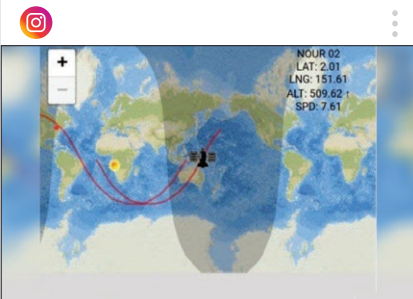 +
−
NOUR 02
LAT: 2.01
LNG: 151.61
ALT: 509.62 ↑
SPD: 7.61